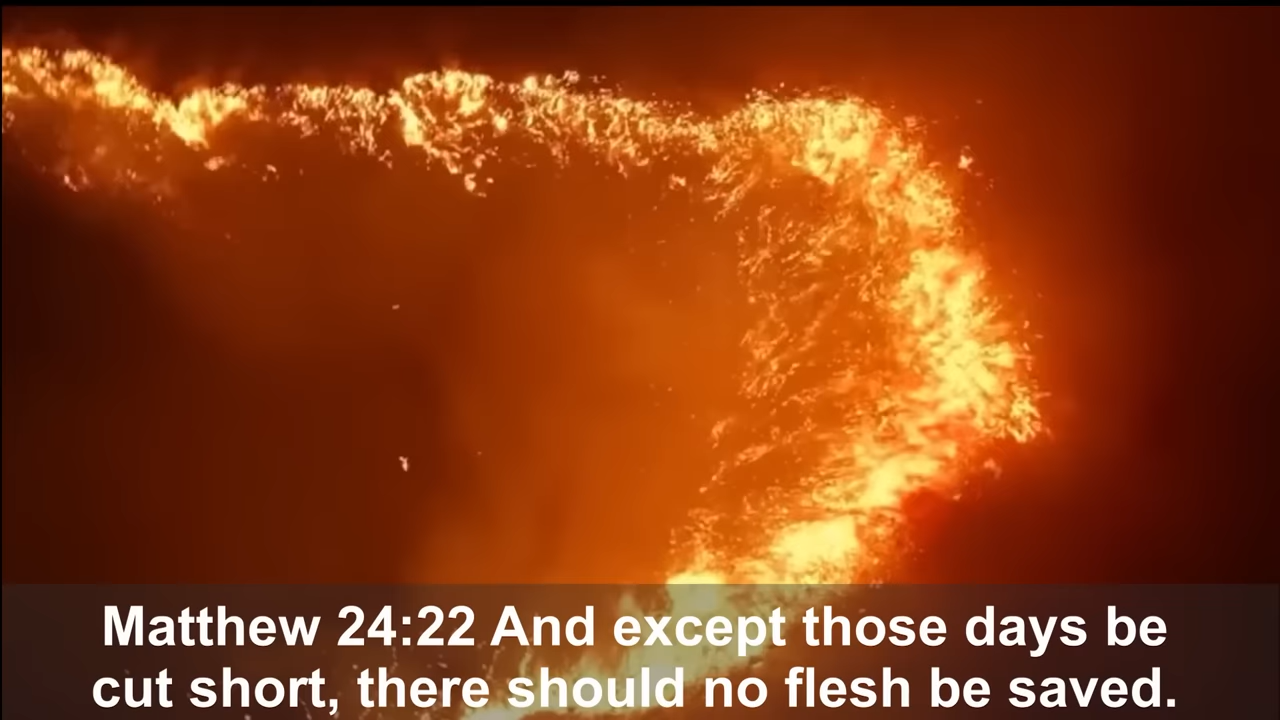 Matthew 24:22 And except those days be
cut short, there should no flesh be saved.